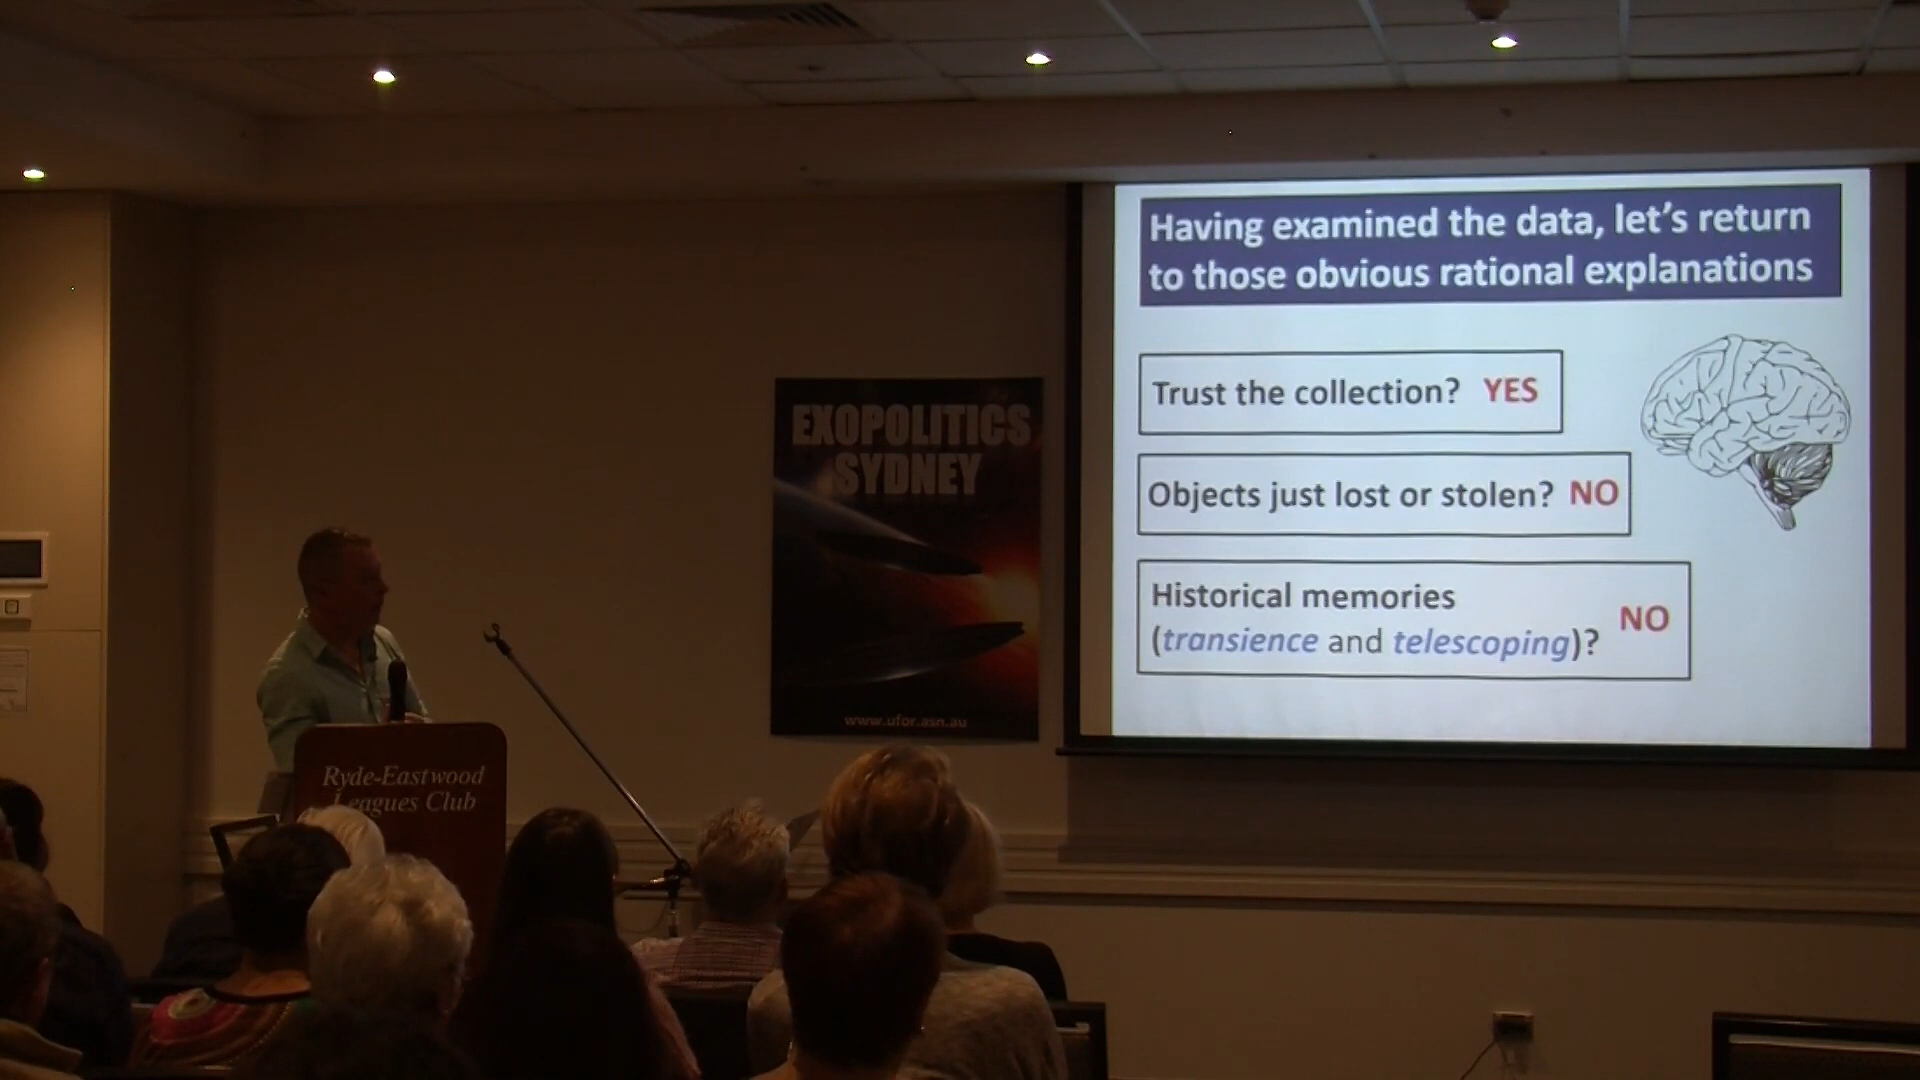 Having examined the data, let's return
to those obvious rational explanations
Trust the collection? YES
Objects just lost or stolen? NO
Historical memories
(transience and telescoping)? NO
EXOPOLITICS
SYDNEY
www.ufor.asn.au
Ryde-Eastwood
Leagues Club